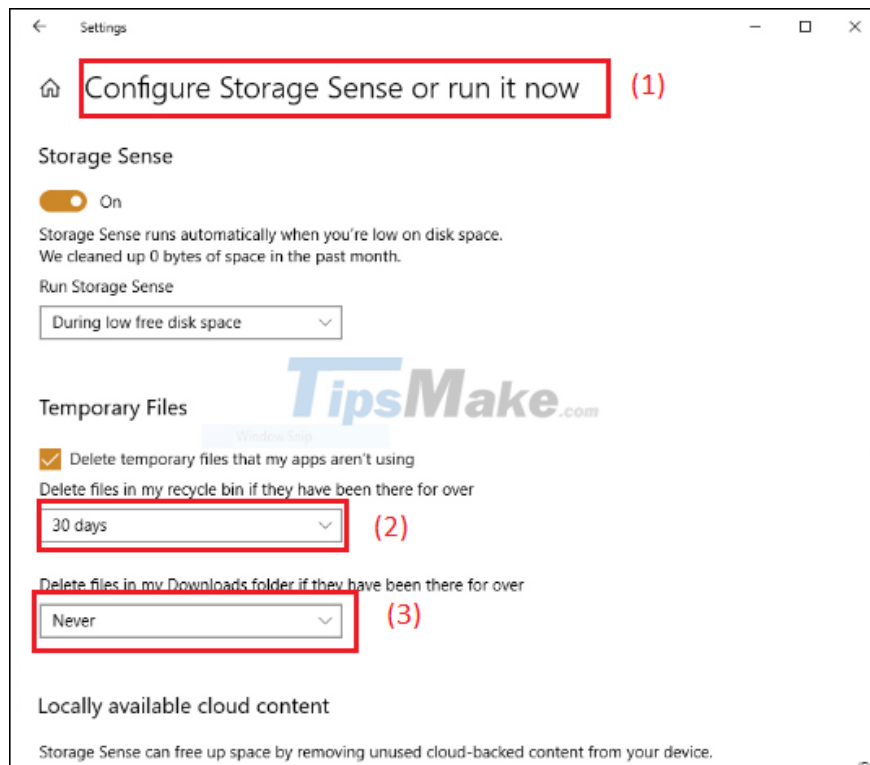 Settings
Configure Storage Sense or run it now
(1)
Storage Sense
On
Storage Sense runs automatically when you're low on disk space.
We cleaned up 0 bytes of space in the past month.
Run Storage Sense
During low free disk space
TipsMake.com
Temporary Files
Window Snip
Delete temporary files that my apps aren't using
Delete files in my recycle bin if they have been there for over
30 days
(2)
Delete files in my Downloads folder if they have been there for over
Never
(3)
Locally available cloud content
Storage Sense can free up space by removing unused cloud-backed content from your device.